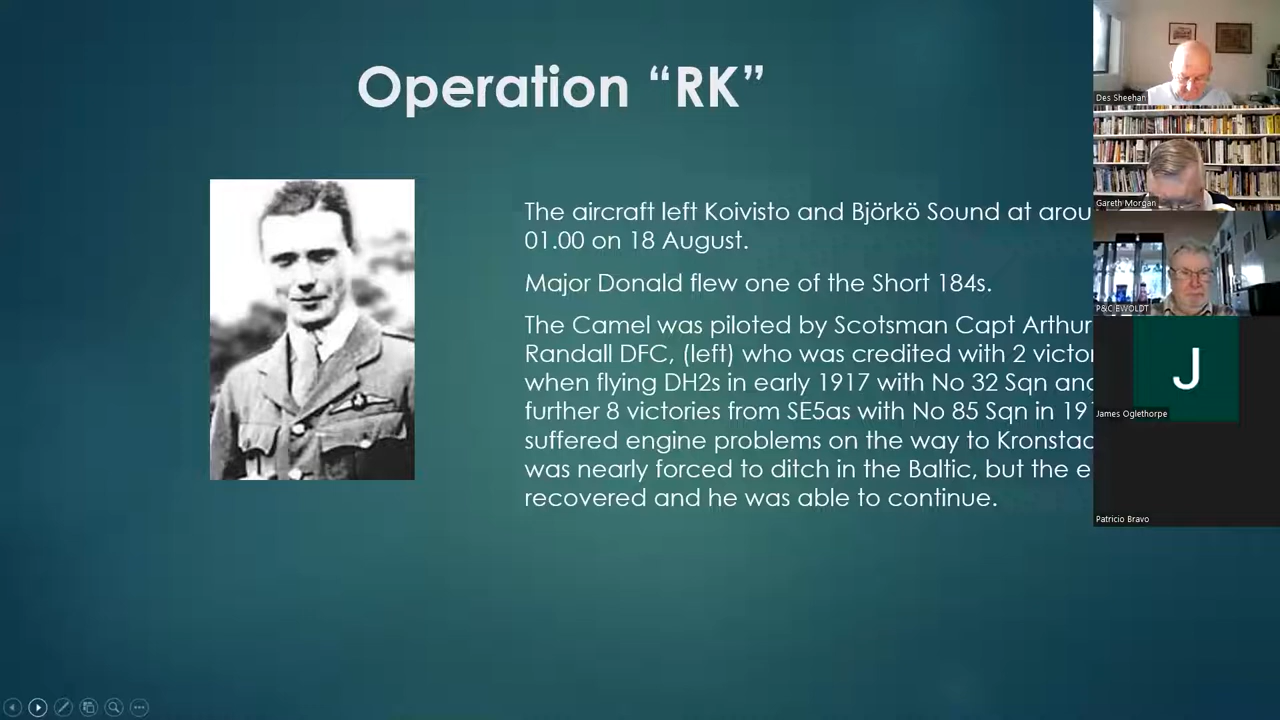 Operation “RK”
The aircraft left Koivisto and Björkö Sound at arou
01.00 on 18 August.
Major Donald flew one of the Short 184s.
The Camel was piloted by Scotsman Capt Arthur
Randall DFC, (left) who was credited with 2 victor
when flying DH2s in early 1917 with No 32 Sqn and
further 8 victories from SE5as with No 85 Sqn in 191
suffered engine problems on the way to Kronstad
was nearly forced to ditch in the Baltic, but the e
recovered and he was able to continue.
Des Sheehan
Gareth Morgan
P&C EWOLDT
J
James Oglethorpe
Patricio Bravo